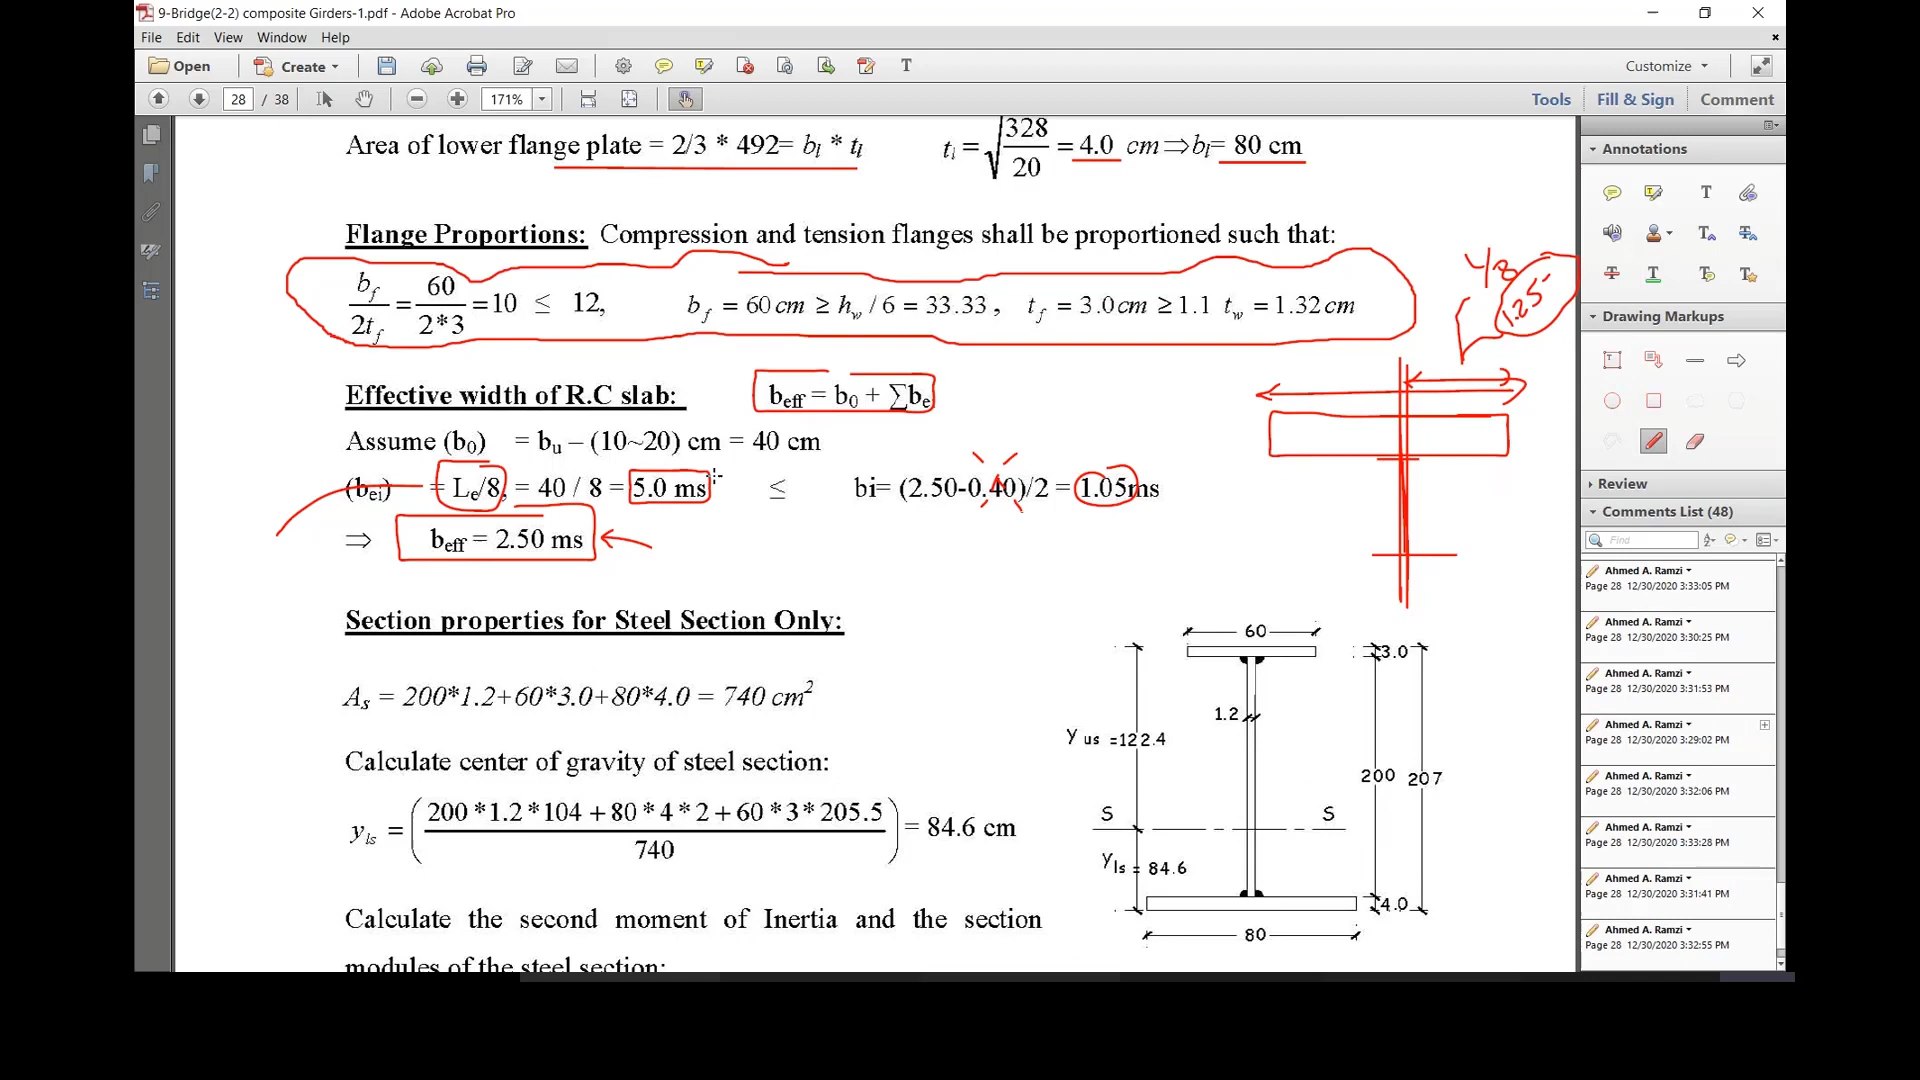 9-Bridge(2-2) composite Girders-1.pdf - Adobe Acrobat Pro
File Edit View Window Help
Open Create Customize
28 / 38 171% Tools Fill & Sign Comment
Area of lower flange plate = 2/3 * 492= bl * tl   tl = √(328/20) = 4.0 cm ⇒ bl= 80 cm
Flange Proportions: Compression and tension flanges shall be proportioned such that:
bf/2tf = 60/2*3 =10 ≤ 12,   bf = 60 cm ≥ hw / 6 = 33.33 ,   tf = 3.0 cm ≥ 1.1 tw = 1.32 cm
1.25
Effective width of R.C slab:   beff = b0 + ∑be
Assume (b0) = bu – (10~20) cm = 40 cm
(bei) = Le/8, = 40 / 8 = 5.0 ms ≤ bi= (2.50-0.40)/2 = 1.05ms
⇒ beff = 2.50 ms
Section properties for Steel Section Only:
As = 200*1.2+60*3.0+80*4.0 = 740 cm²
Calculate center of gravity of steel section:
yls = (200*1.2*104 + 80*4*2 + 60*3*205.5 / 740) = 84.6 cm
Calculate the second moment of Inertia and the section
modules of the steel section:
60
3.0
1.2
Y us =122.4
200 207
S S
Yls = 84.6
4.0
80
Annotations
Drawing Markups
Review
Comments List (48)
Find
Ahmed A. Ramzi
Page 28 12/30/2020 3:33:05 PM
Ahmed A. Ramzi
Page 28 12/30/2020 3:30:25 PM
Ahmed A. Ramzi
Page 28 12/30/2020 3:31:53 PM
Ahmed A. Ramzi
Page 28 12/30/2020 3:29:02 PM
Ahmed A. Ramzi
Page 28 12/30/2020 3:32:06 PM
Ahmed A. Ramzi
Page 28 12/30/2020 3:33:28 PM
Ahmed A. Ramzi
Page 28 12/30/2020 3:31:41 PM
Ahmed A. Ramzi
Page 28 12/30/2020 3:32:55 PM